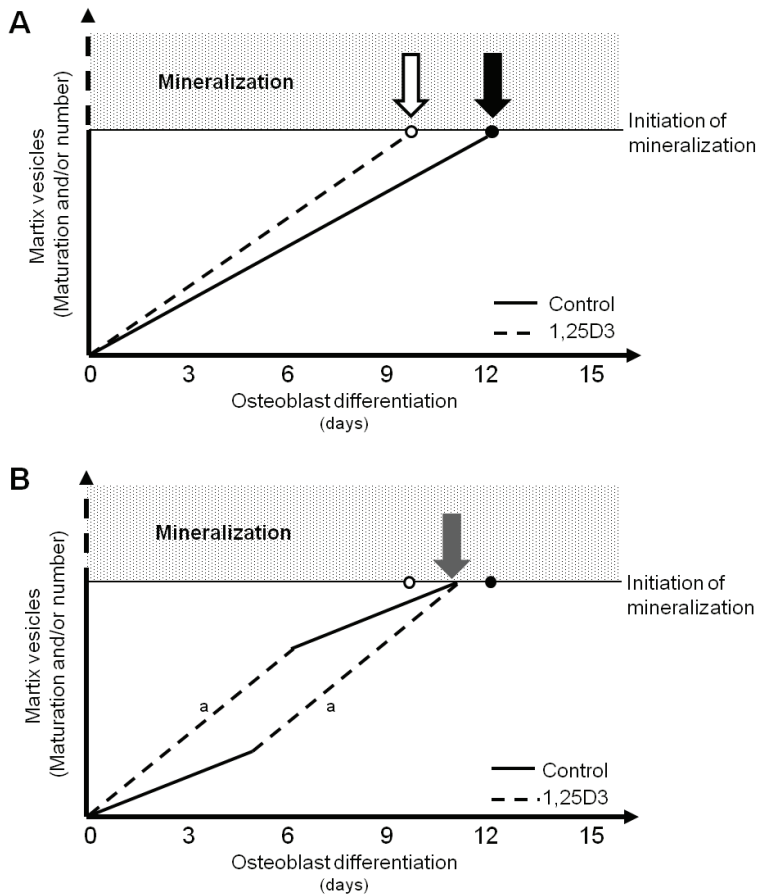 A
Mineralization
Initiation of
mineralization
Martix vesicles
(Maturation and/or number)
Control
1,25D3
0 3 6 9 12 15
Osteoblast differentiation
(days)
B
Mineralization
Initiation of
mineralization
Martix vesicles
(Maturation and/or number)
a a
Control
1,25D3
0 3 6 9 12 15
Osteoblast differentiation
(days)